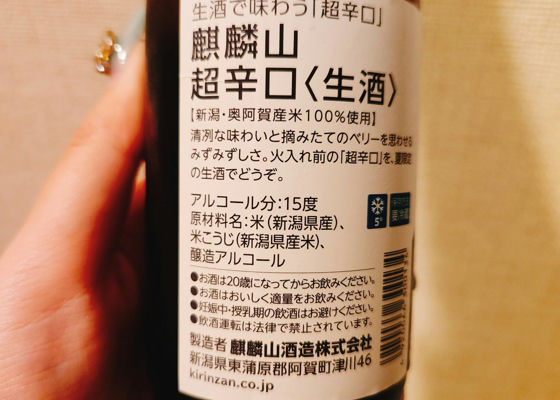 生酒で味わう「超辛口」
麒麟山
超辛口〈生酒〉
【新潟・奥阿賀産米100%使用】
清冽な味わいと摘みたてのベリーを思わせる
みずみずしさ。火入れ前の「超辛口」を、夏限定
の生酒でどうぞ。
アルコール分:15度
原材料名:米(新潟県産)、
米こうじ(新潟県産米)、
醸造アルコール
5°
要冷蔵
●お酒は20歳になってからお飲みください。
●お酒はおいしく適量をお飲みください。
●妊娠中・授乳期の飲酒はお避けください。
●飲酒運転は法律で禁止されています。
製造者 麒麟山酒造株式会社
新潟県東蒲原郡阿賀町津川46
kirinzan.co.jp